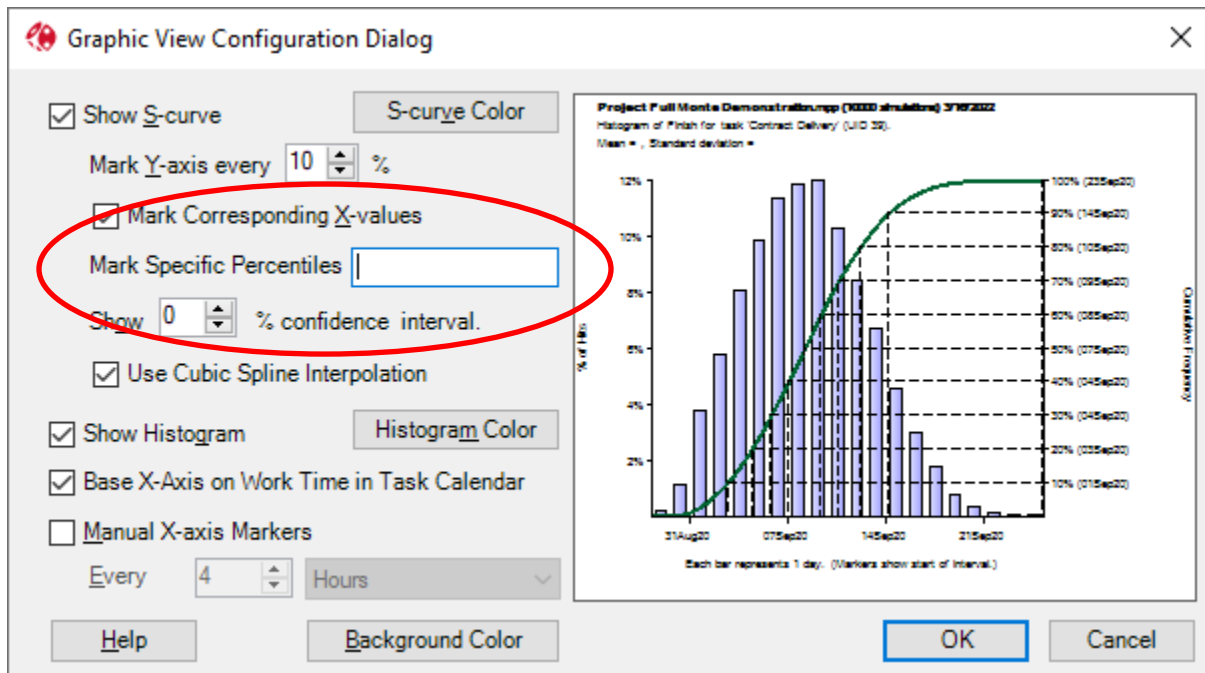 Graphic View Configuration Dialog
Show S-curve
S-curve Color
Mark Y-axis every 10 %
Mark Corresponding X-values
Mark Specific Percentiles
Show 0 % confidence interval.
Use Cubic Spline Interpolation
Show Histogram
Histogram Color
Base X-Axis on Work Time in Task Calendar
Manual X-axis Markers
Every 4 Hours
Help
Background Color
OK
Cancel
Project Full Monte Demonstration.mpp (10000 simulations) 3/16/2022
Histogram of Finish for task 'Contract Delivery' (UID 39).
Mean = , Standard deviation =
12%
10%
8%
6%
4%
2%
% of Hits
100% (23Sep20)
90% (14Sep20)
80% (10Sep20)
70% (09Sep20)
60% (08Sep20)
50% (07Sep20)
40% (04Sep20)
30% (04Sep20)
20% (03Sep20)
10% (01Sep20)
Cumulative Frequency
31Aug20
07Sep20
14Sep20
21Sep20
Each bar represents 1 day. (Markers show start of interval.)